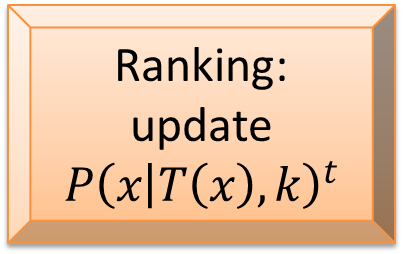 Ranking:
update
P(x|T(x), k)^t